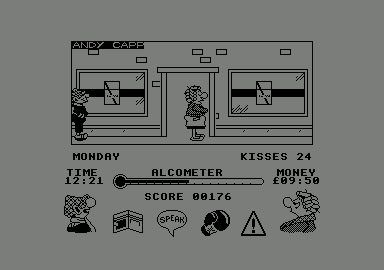 ANDY CAPP
MONDAY KISSES 24
TIME ALCOMETER MONEY
12:21 £09:50
SCORE 00176
SPEAK